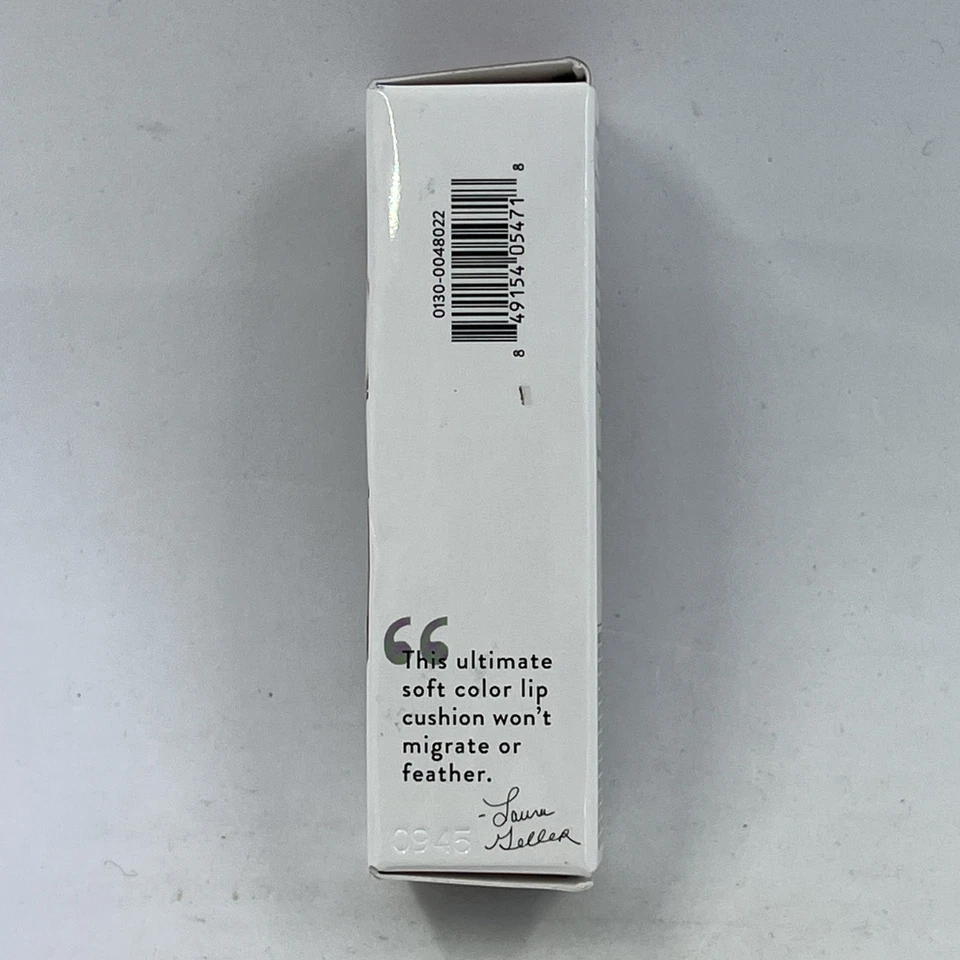 0130-0048022
8 49154 05471 8
“This ultimate
soft color lip
cushion won't
migrate or
feather.
-Laura
Geller
0945